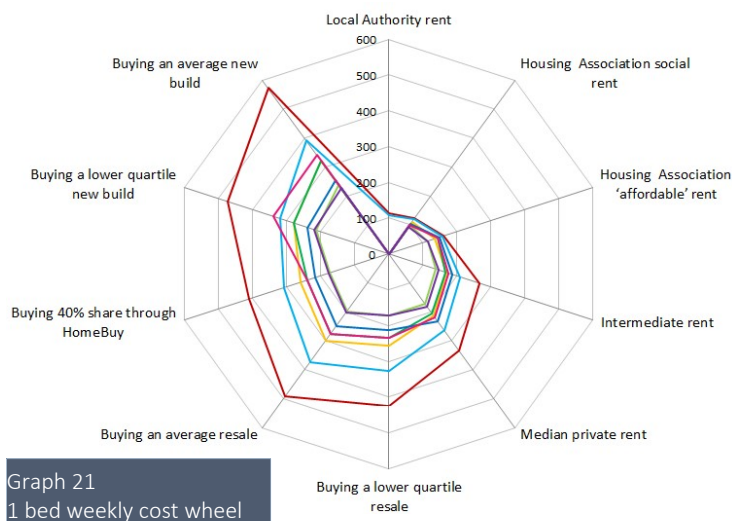 Local Authority rent
Housing Association social
rent
Housing Association
‘affordable’ rent
Intermediate rent
Median private rent
Buying a lower quartile
resale
Buying an average resale
Buying 40% share through
HomeBuy
Buying a lower quartile
new build
Buying an average new
build
600
500
400
300
200
100
0
Graph 21
1 bed weekly cost wheel